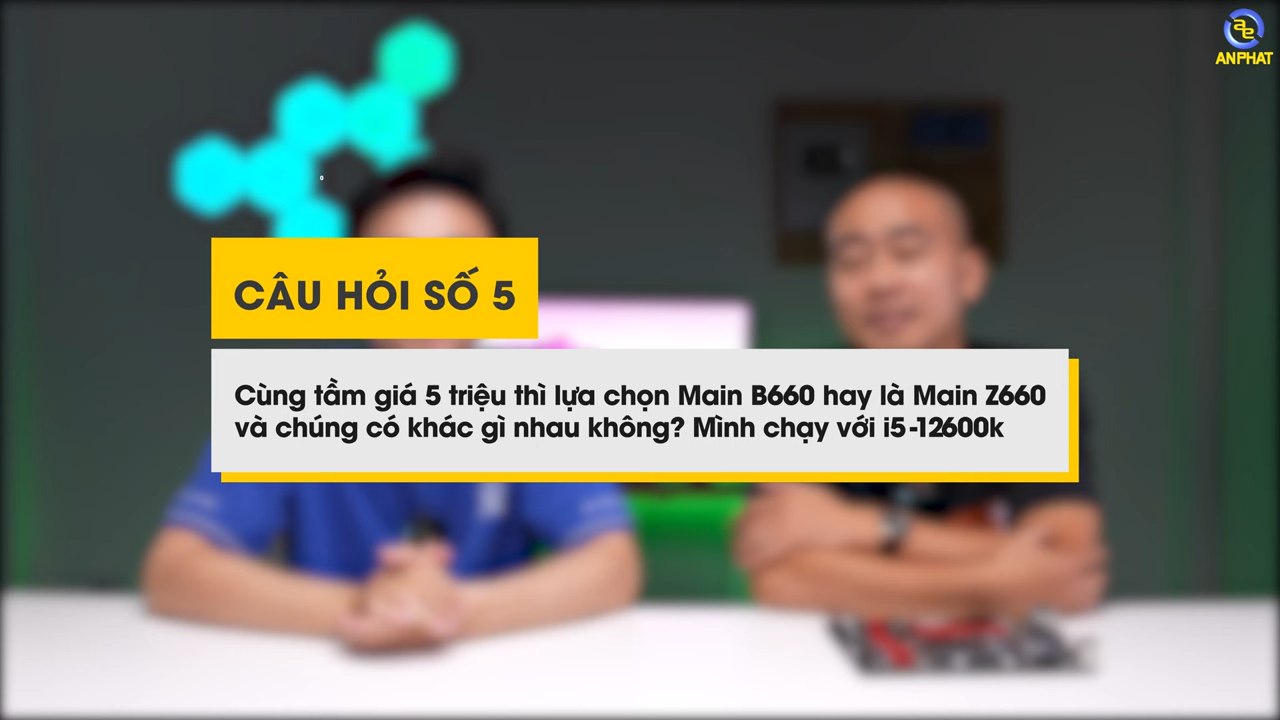 ANPHAT
CÂU HỎI SỐ 5
Cùng tầm giá 5 triệu thì lựa chọn Main B660 hay là Main Z660
và chúng có khác gì nhau không? Mình chạy với i5-12600k